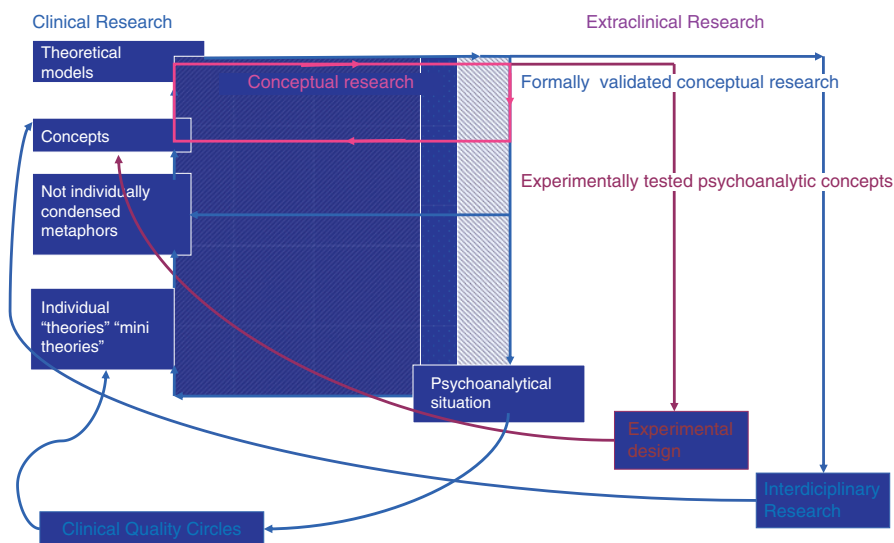 Clinical Research
Extraclinical Research
Theoretical
models
Conceptual research
Formally validated conceptual research
Concepts
Experimentally tested psychoanalytic concepts
Not individually
condensed
metaphors
Individual
“theories” “mini
theories”
Psychoanalytical
situation
Experimental
design
Interdiciplinary
Research
Clinical Quality Circles